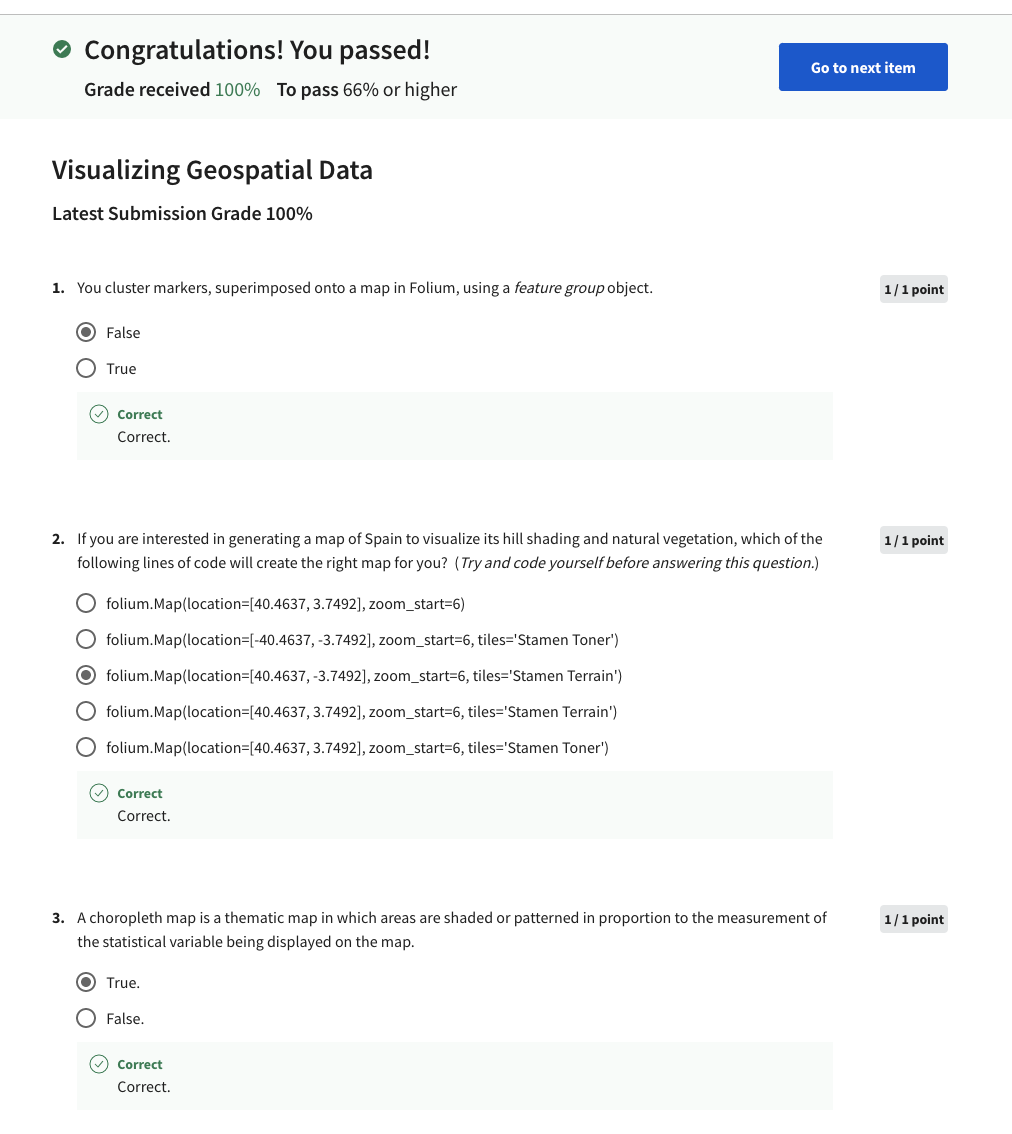 Congratulations! You passed!
Grade received 100% To pass 66% or higher
Go to next item
Visualizing Geospatial Data
Latest Submission Grade 100%
1. You cluster markers, superimposed onto a map in Folium, using a feature group object.
1 / 1 point
False
True
Correct
Correct.
2. If you are interested in generating a map of Spain to visualize its hill shading and natural vegetation, which of the
following lines of code will create the right map for you? (Try and code yourself before answering this question.)
1 / 1 point
folium.Map(location=[40.4637, 3.7492], zoom_start=6)
folium.Map(location=[-40.4637, -3.7492], zoom_start=6, tiles='Stamen Toner')
folium.Map(location=[40.4637, -3.7492], zoom_start=6, tiles='Stamen Terrain')
folium.Map(location=[40.4637, 3.7492], zoom_start=6, tiles='Stamen Terrain')
folium.Map(location=[40.4637, 3.7492], zoom_start=6, tiles='Stamen Toner')
Correct
Correct.
3. A choropleth map is a thematic map in which areas are shaded or patterned in proportion to the measurement of
the statistical variable being displayed on the map.
1 / 1 point
True.
False.
Correct
Correct.